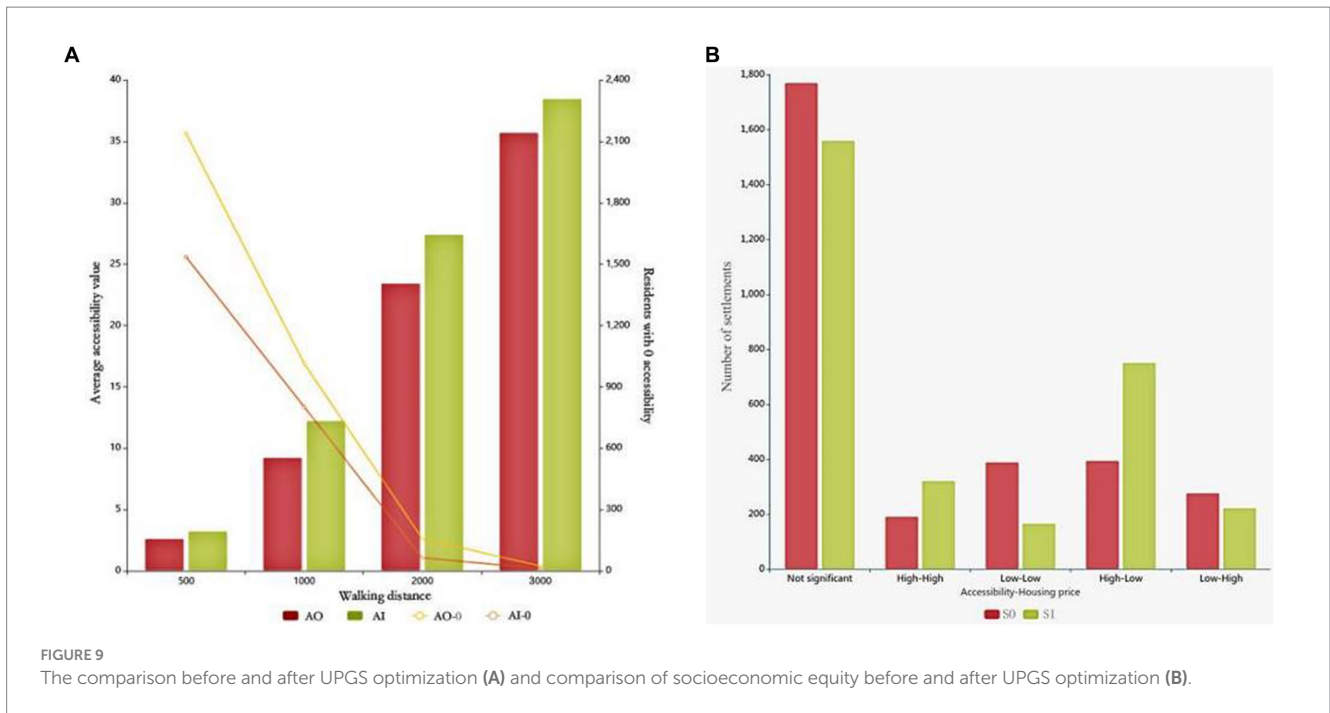 A
40
35
30
25
20
15
10
5
0
Average accessibility value
2,400
2,100
1,800
1,500
1,200
900
600
300
0
Residents with 0 accessibility
500 1000 2000 3000
Walking distance
AO AI AO-0 AI-0
B
1,800
1,600
1,400
1,200
1,000
800
600
400
200
0
Number of settlements
Not significant High-High Low-Low High-Low Low-High
Accessibility-Housing price
S0 S1
FIGURE 9
The comparison before and after UPGS optimization (A) and comparison of socioeconomic equity before and after UPGS optimization (B).